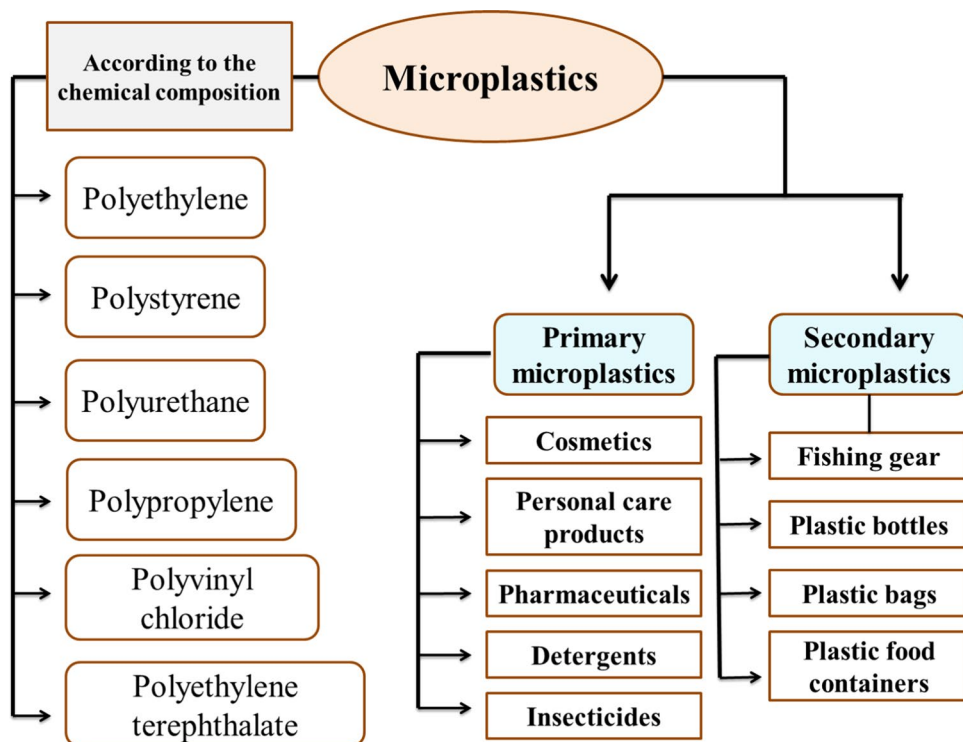 According to the
chemical composition
Microplastics
Polyethylene
Polystyrene
Polyurethane
Polypropylene
Polyvinyl
chloride
Polyethylene
terephthalate
Primary
microplastics
Cosmetics
Personal care
products
Pharmaceuticals
Detergents
Insecticides
Secondary
microplastics
Fishing gear
Plastic bottles
Plastic bags
Plastic food
containers